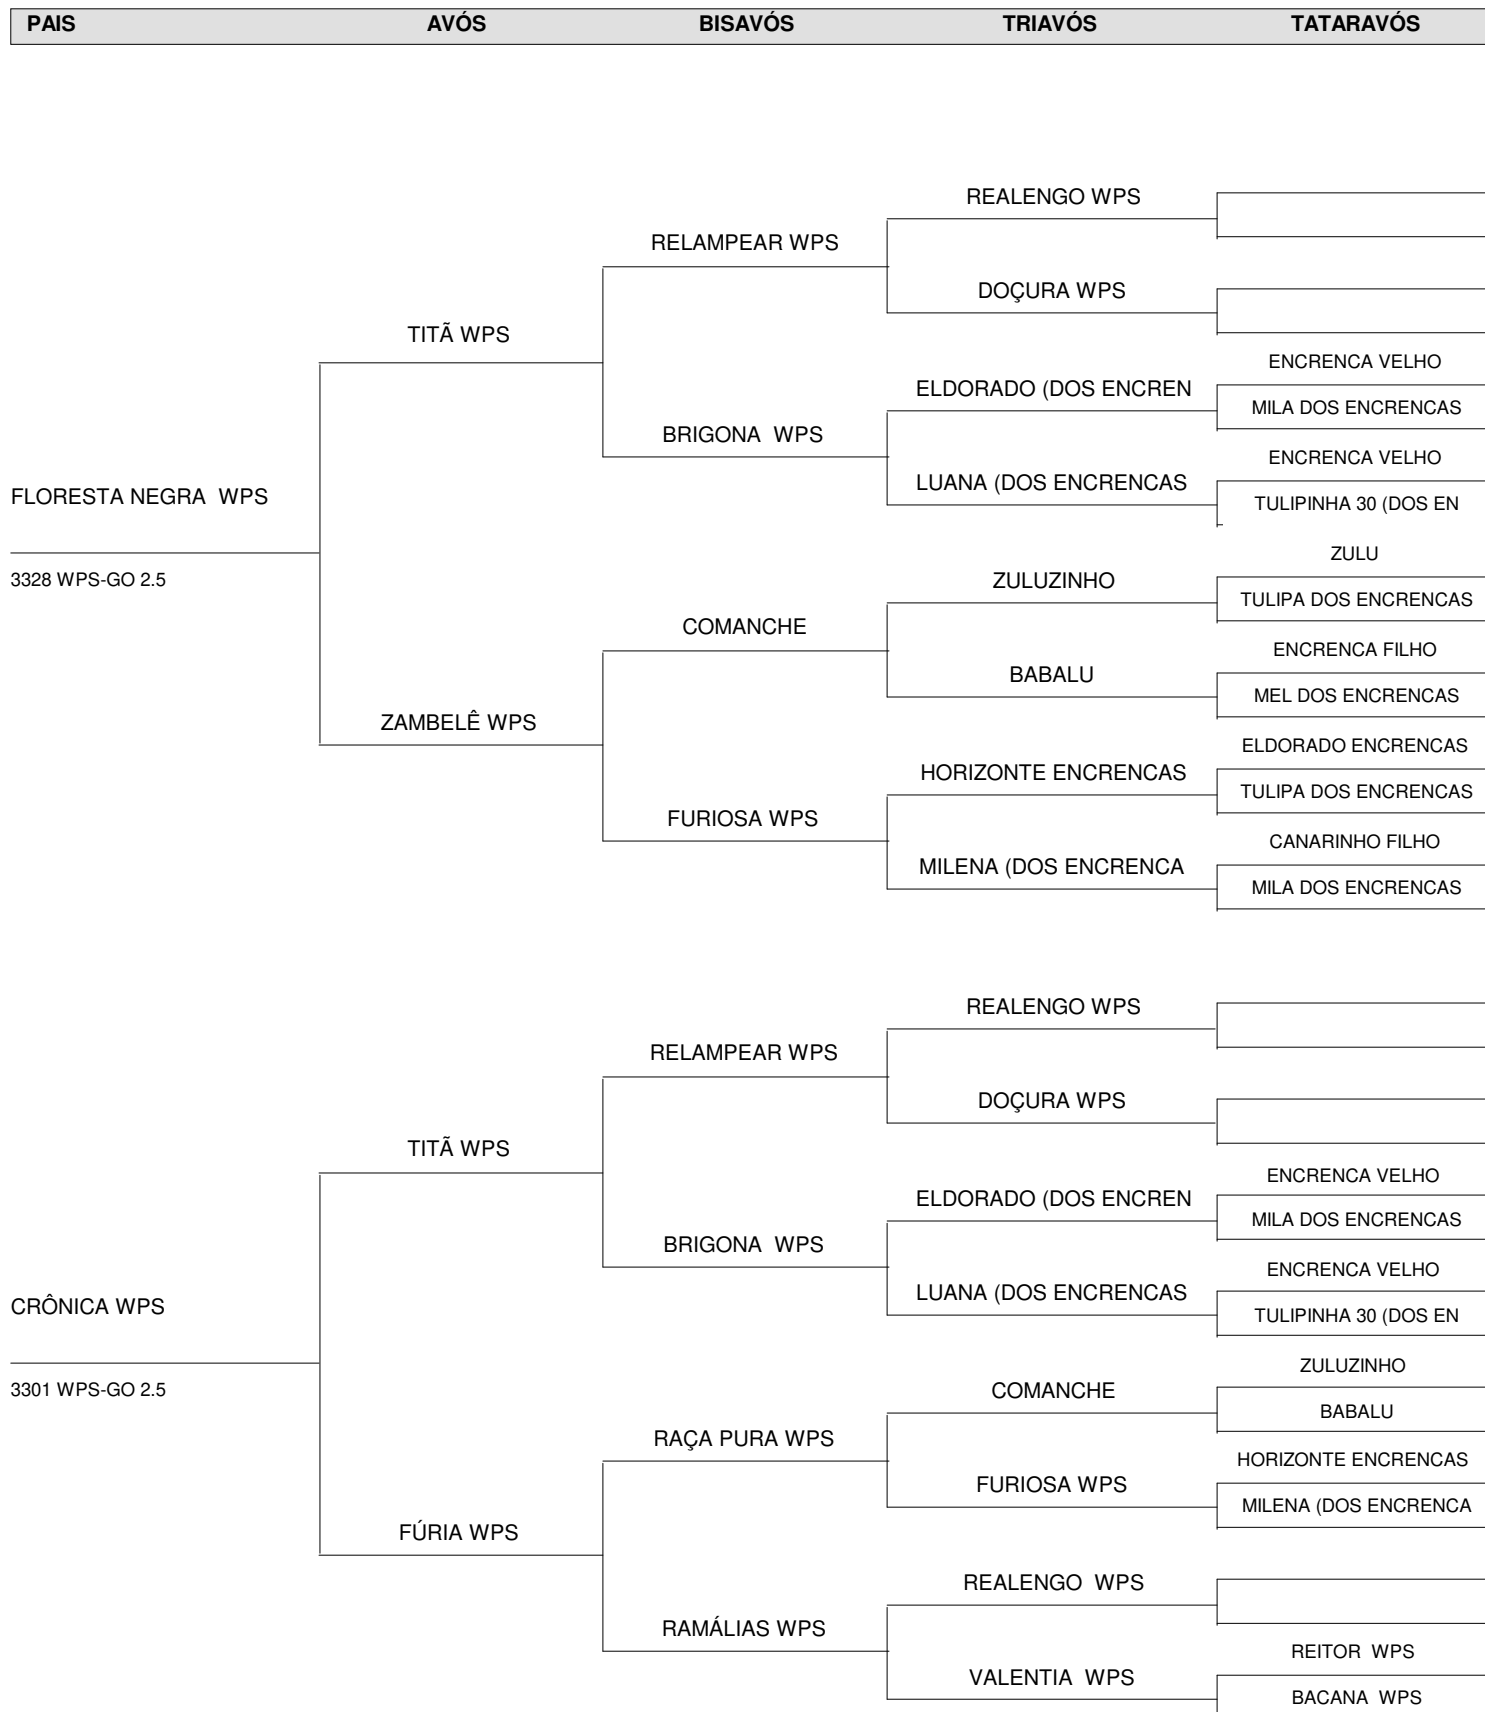 PAIS AVÓS BISAVÓS TRIAVÓS TATARAVÓS
REALENGO WPS
RELAMPEAR WPS
DOÇURA WPS
TITÃ WPS
ENCRENCA VELHO
ELDORADO (DOS ENCREN
MILA DOS ENCRENCAS
BRIGONA  WPS
ENCRENCA VELHO
LUANA (DOS ENCRENCAS
FLORESTA NEGRA  WPS
TULIPINHA 30 (DOS EN
ZULU
3328 WPS-GO 2.5
ZULUZINHO
TULIPA DOS ENCRENCAS
COMANCHE
ENCRENCA FILHO
BABALU
MEL DOS ENCRENCAS
ZAMBELÊ WPS
ELDORADO ENCRENCAS
HORIZONTE ENCRENCAS
TULIPA DOS ENCRENCAS
FURIOSA WPS
CANARINHO FILHO
MILENA (DOS ENCRENCA
MILA DOS ENCRENCAS
REALENGO WPS
RELAMPEAR WPS
DOÇURA WPS
TITÃ WPS
ENCRENCA VELHO
ELDORADO (DOS ENCREN
MILA DOS ENCRENCAS
BRIGONA  WPS
ENCRENCA VELHO
LUANA (DOS ENCRENCAS
CRÔNICA WPS
TULIPINHA 30 (DOS EN
ZULUZINHO
3301 WPS-GO 2.5
COMANCHE
BABALU
RAÇA PURA WPS
HORIZONTE ENCRENCAS
FURIOSA WPS
MILENA (DOS ENCRENCA
FÚRIA WPS
REALENGO  WPS
RAMÁLIAS WPS
REITOR  WPS
VALENTIA  WPS
BACANA  WPS